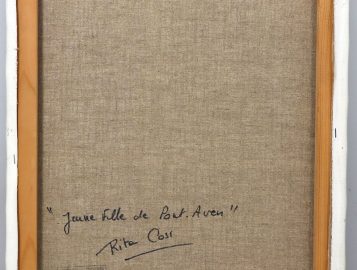 "Jeune fille de Pont-Aven"
Rita Coss